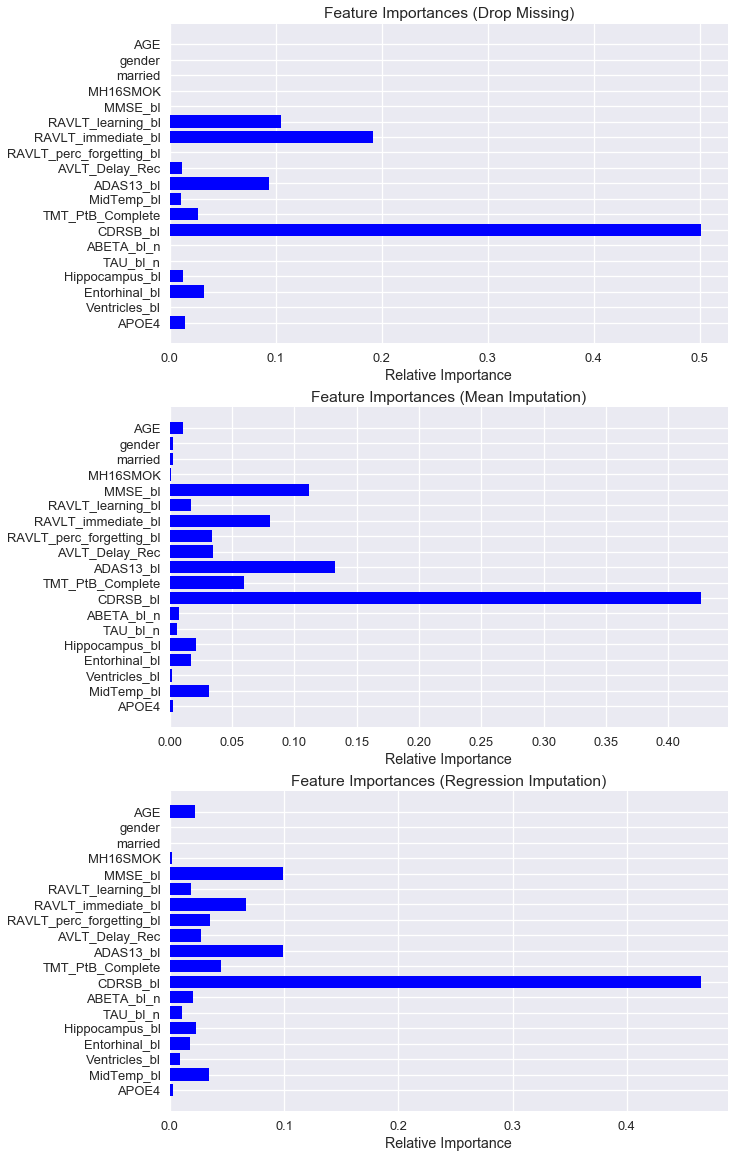 Feature Importances (Drop Missing)
AGE
gender
married
MH16SMOK
MMSE_bl
RAVLT_learning_bl
RAVLT_immediate_bl
RAVLT_perc_forgetting_bl
AVLT_Delay_Rec
ADAS13_bl
MidTemp_bl
TMT_PtB_Complete
CDRSB_bl
ABETA_bl_n
TAU_bl_n
Hippocampus_bl
Entorhinal_bl
Ventricles_bl
APOE4
0.0 0.1 0.2 0.3 0.4 0.5
Relative Importance
Feature Importances (Mean Imputation)
AGE
gender
married
MH16SMOK
MMSE_bl
RAVLT_learning_bl
RAVLT_immediate_bl
RAVLT_perc_forgetting_bl
AVLT_Delay_Rec
ADAS13_bl
TMT_PtB_Complete
CDRSB_bl
ABETA_bl_n
TAU_bl_n
Hippocampus_bl
Entorhinal_bl
Ventricles_bl
MidTemp_bl
APOE4
0.00 0.05 0.10 0.15 0.20 0.25 0.30 0.35 0.40
Relative Importance
Feature Importances (Regression Imputation)
AGE
gender
married
MH16SMOK
MMSE_bl
RAVLT_learning_bl
RAVLT_immediate_bl
RAVLT_perc_forgetting_bl
AVLT_Delay_Rec
ADAS13_bl
TMT_PtB_Complete
CDRSB_bl
ABETA_bl_n
TAU_bl_n
Hippocampus_bl
Entorhinal_bl
Ventricles_bl
MidTemp_bl
APOE4
0.0 0.1 0.2 0.3 0.4
Relative Importance